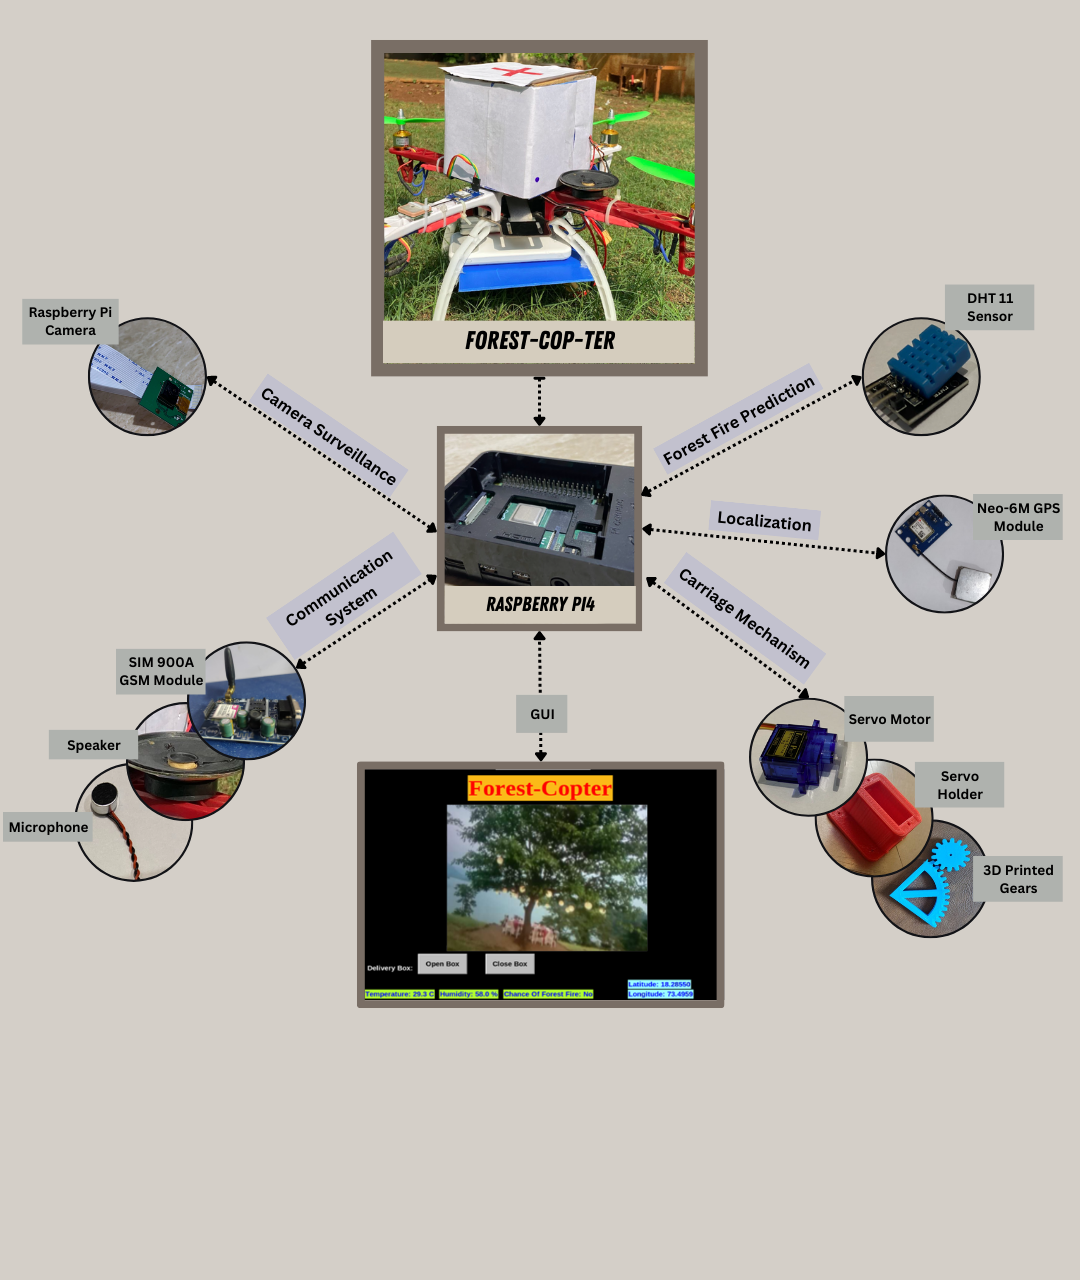 FOREST-COP-TER
Raspberry Pi
Camera
DHT 11
Sensor
Camera Surveillance
Forest Fire Prediction
Neo-6M GPS
Module
Localization
Communication
System
Carriage Mechanism
RASPBERRY PI4
SIM 900A
GSM Module
Speaker
Microphone
GUI
Servo Motor
Servo
Holder
3D Printed
Gears
Forest-Copter
Delivery Box:
Open Box
Close Box
Latitude: 18.28550
Temperature: 29.3 C
Humidity: 58.0 %
Chance Of Forest Fire: No
Longitude: 73.4959